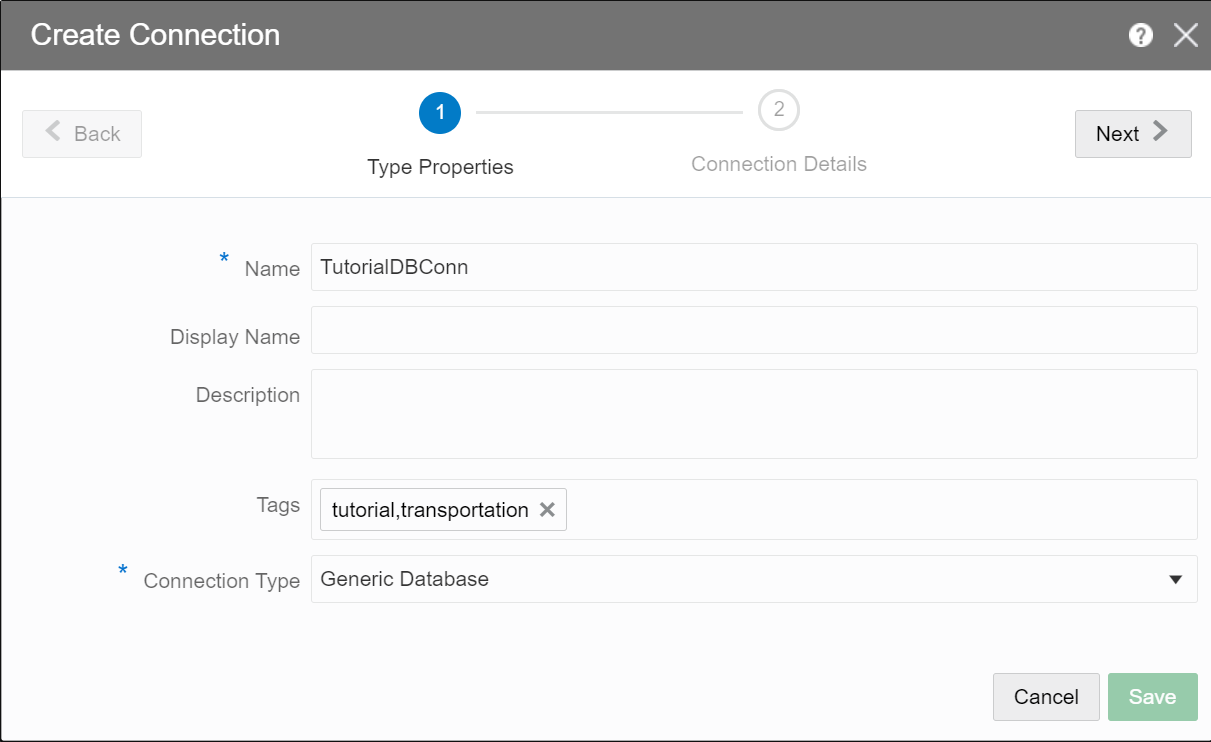 Create Connection
?
Back
1
2
Next
Type Properties
Connection Details
* Name
TutorialDBConn
Display Name
Description
Tags
tutorial,transportation
* Connection Type
Generic Database
Cancel
Save